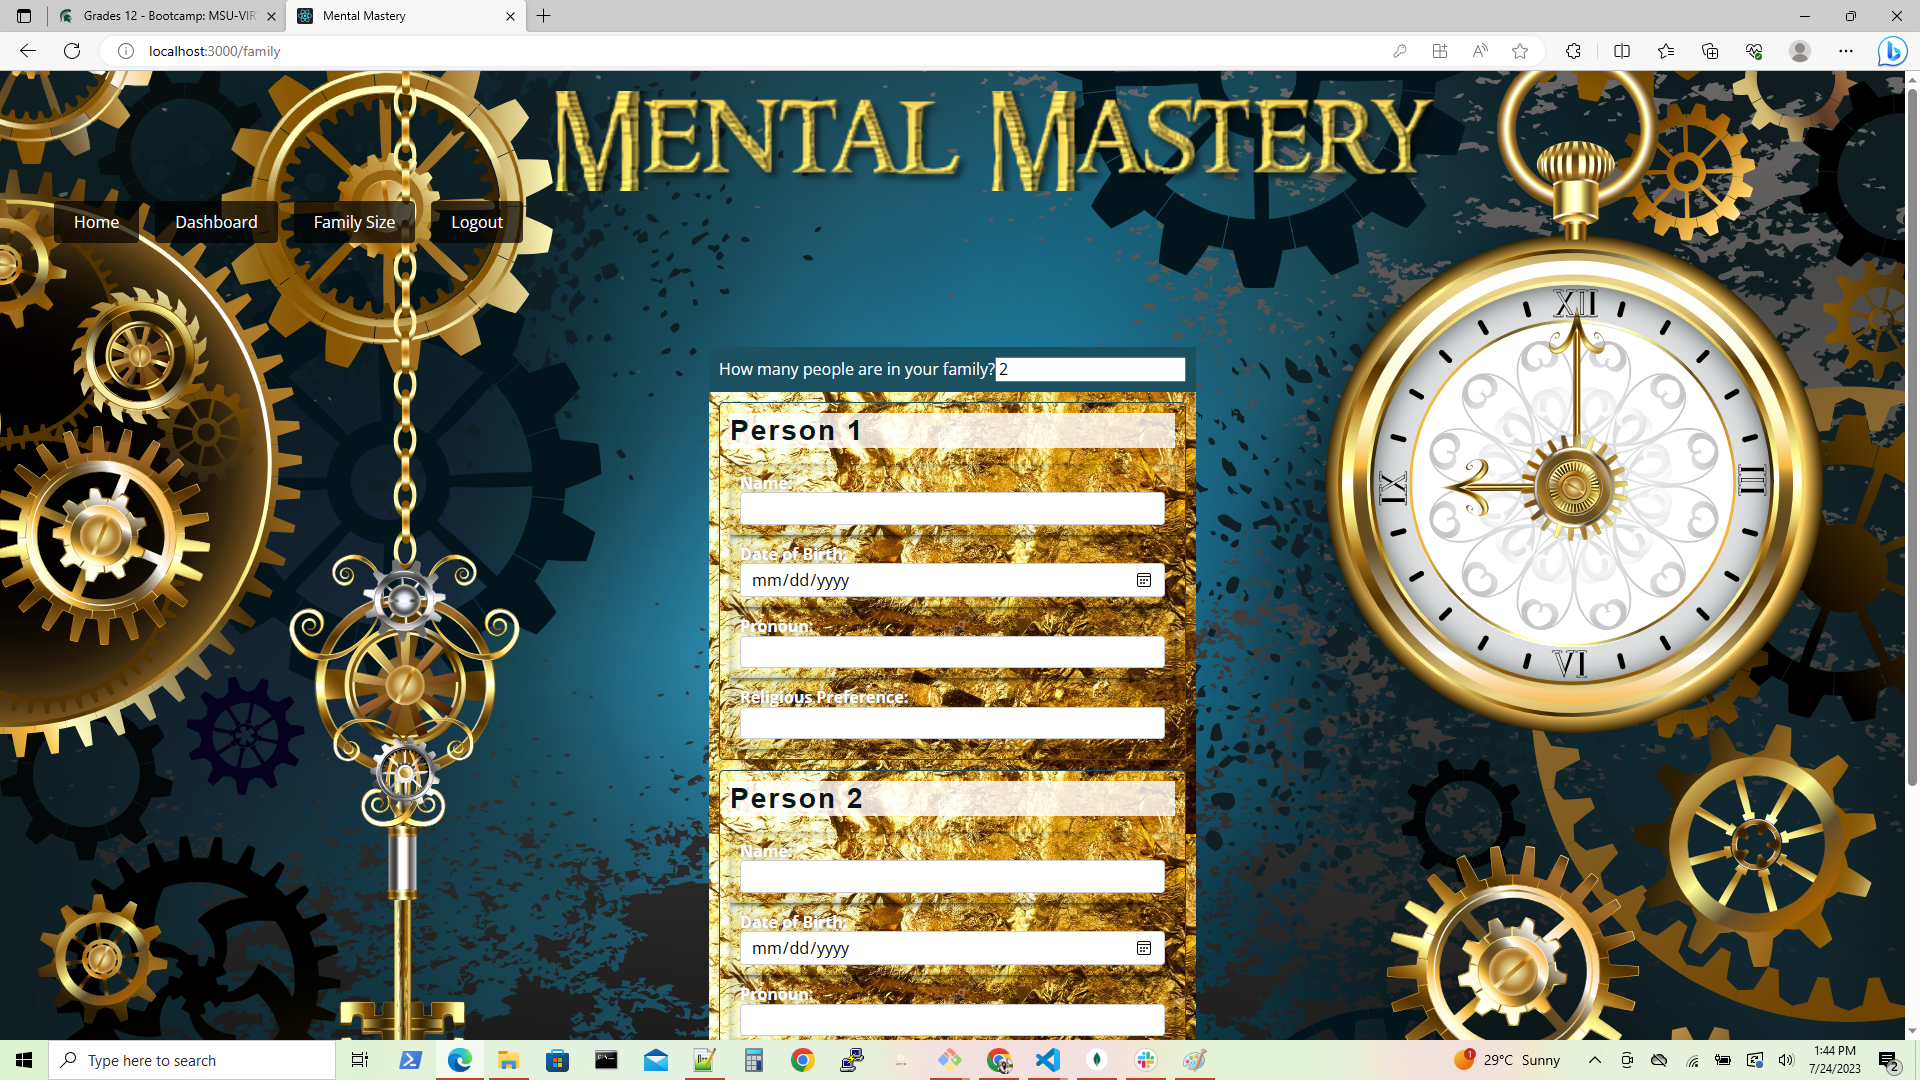 Grades 12 - Bootcamp: MSU-VIR
Mental Mastery
localhost:3000/family
MENTAL MASTERY
Home
Dashboard
Family Size
Logout
How many people are in your family?2
Person 1
Name:
Date of Birth:
mm/dd/yyyy
Pronoun:
Religious Preference:
Person 2
Name:
Date of Birth:
mm/dd/yyyy
Pronoun:
XII
III
VI
IX
Type here to search
1
29°C Sunny
1:44 PM
7/24/2023
2